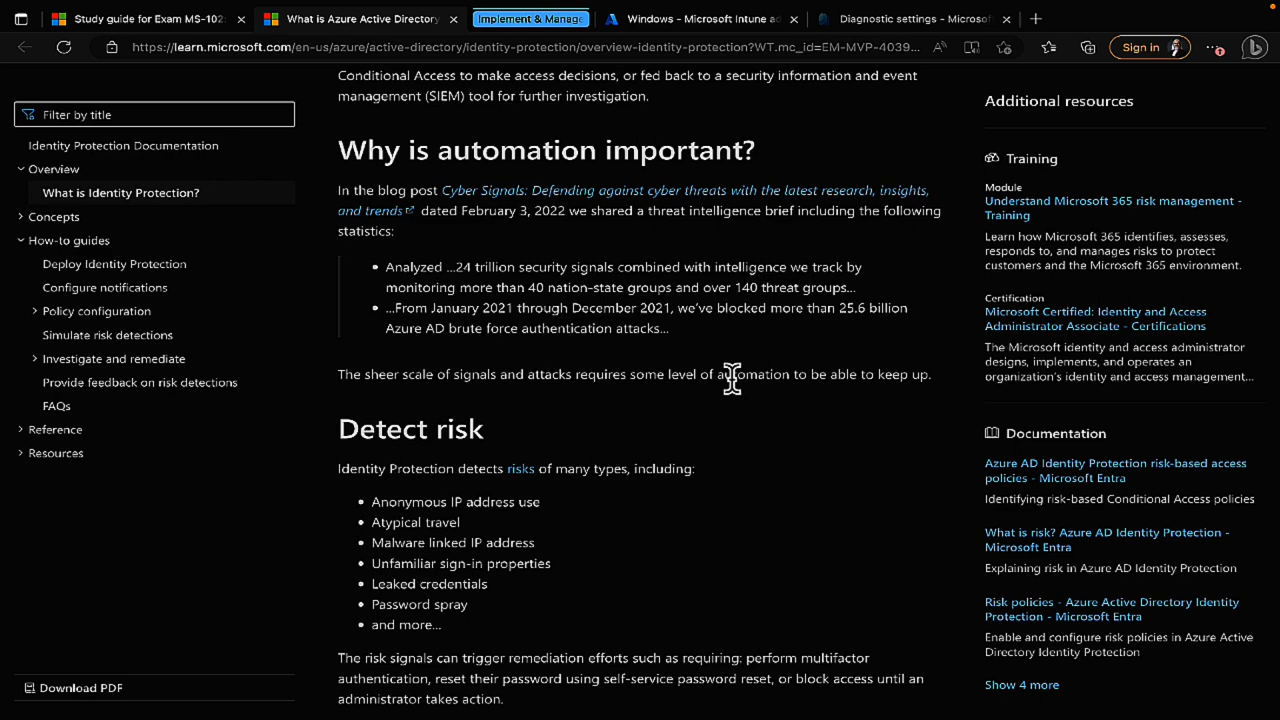 Study guide for Exam MS-102:
What is Azure Active Directory
Implement & Manage
Windows - Microsoft Intune ad
Diagnostic settings - Microsof
https://learn.microsoft.com/en-us/azure/active-directory/identity-protection/overview-identity-protection?WT.mc_id=EM-MVP-4039...
Sign in
Filter by title
Identity Protection Documentation
Overview
What is Identity Protection?
Concepts
How-to guides
Deploy Identity Protection
Configure notifications
Policy configuration
Simulate risk detections
Investigate and remediate
Provide feedback on risk detections
FAQs
Reference
Resources
Download PDF
Conditional Access to make access decisions, or fed back to a security information and event
management (SIEM) tool for further investigation.
Why is automation important?
In the blog post Cyber Signals: Defending against cyber threats with the latest research, insights,
and trends dated February 3, 2022 we shared a threat intelligence brief including the following
statistics:
• Analyzed ...24 trillion security signals combined with intelligence we track by
monitoring more than 40 nation-state groups and over 140 threat groups...
• ...From January 2021 through December 2021, we've blocked more than 25.6 billion
Azure AD brute force authentication attacks...
The sheer scale of signals and attacks requires some level of automation to be able to keep up.
Detect risk
Identity Protection detects risks of many types, including:
• Anonymous IP address use
• Atypical travel
• Malware linked IP address
• Unfamiliar sign-in properties
• Leaked credentials
• Password spray
• and more...
The risk signals can trigger remediation efforts such as requiring: perform multifactor
authentication, reset their password using self-service password reset, or block access until an
administrator takes action.
Additional resources
Training
Module
Understand Microsoft 365 risk management -
Training
Learn how Microsoft 365 identifies, assesses,
responds to, and manages risks to protect
customers and the Microsoft 365 environment.
Certification
Microsoft Certified: Identity and Access
Administrator Associate - Certifications
The Microsoft identity and access administrator
designs, implements, and operates an
organization's identity and access management...
Documentation
Azure AD Identity Protection risk-based access
policies - Microsoft Entra
Identifying risk-based Conditional Access policies
What is risk? Azure AD Identity Protection -
Microsoft Entra
Explaining risk in Azure AD Identity Protection
Risk policies - Azure Active Directory Identity
Protection - Microsoft Entra
Enable and configure risk policies in Azure Active
Directory Identity Protection
Show 4 more